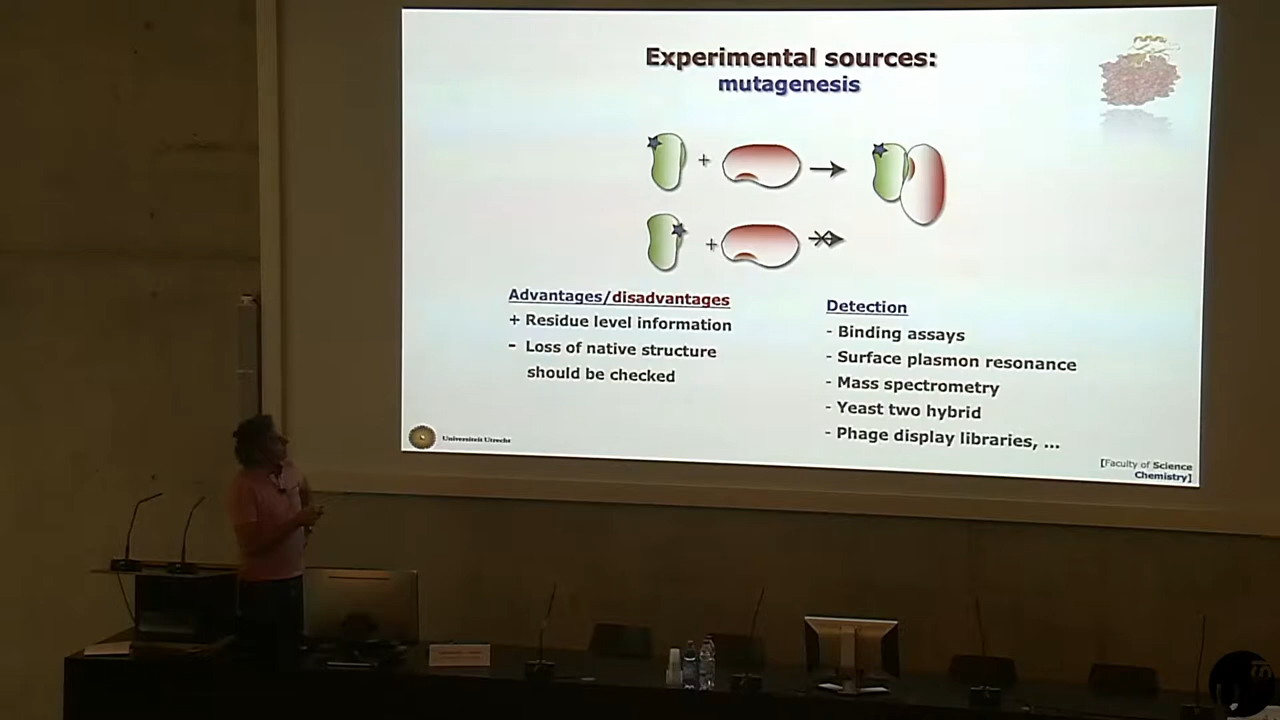 Experimental sources:
mutagenesis
+
+
Advantages/disadvantages
+ Residue level information
- Loss of native structure
should be checked
Detection
- Binding assays
- Surface plasmon resonance
- Mass spectrometry
- Yeast two hybrid
- Phage display libraries, ...
Universiteit Utrecht
[Faculty of Science
Chemistry]